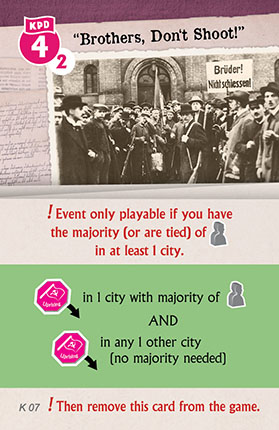 KPD
4
2
"Brothers, Don't Shoot!"
Brüder!
Nicht schiessen!
! Event only playable if you have
the majority (or are tied) of
in at least 1 city.
Uprising
in 1 city with majority of
AND
Uprising
in any 1 other city
(no majority needed)
K 07
! Then remove this card from the game.